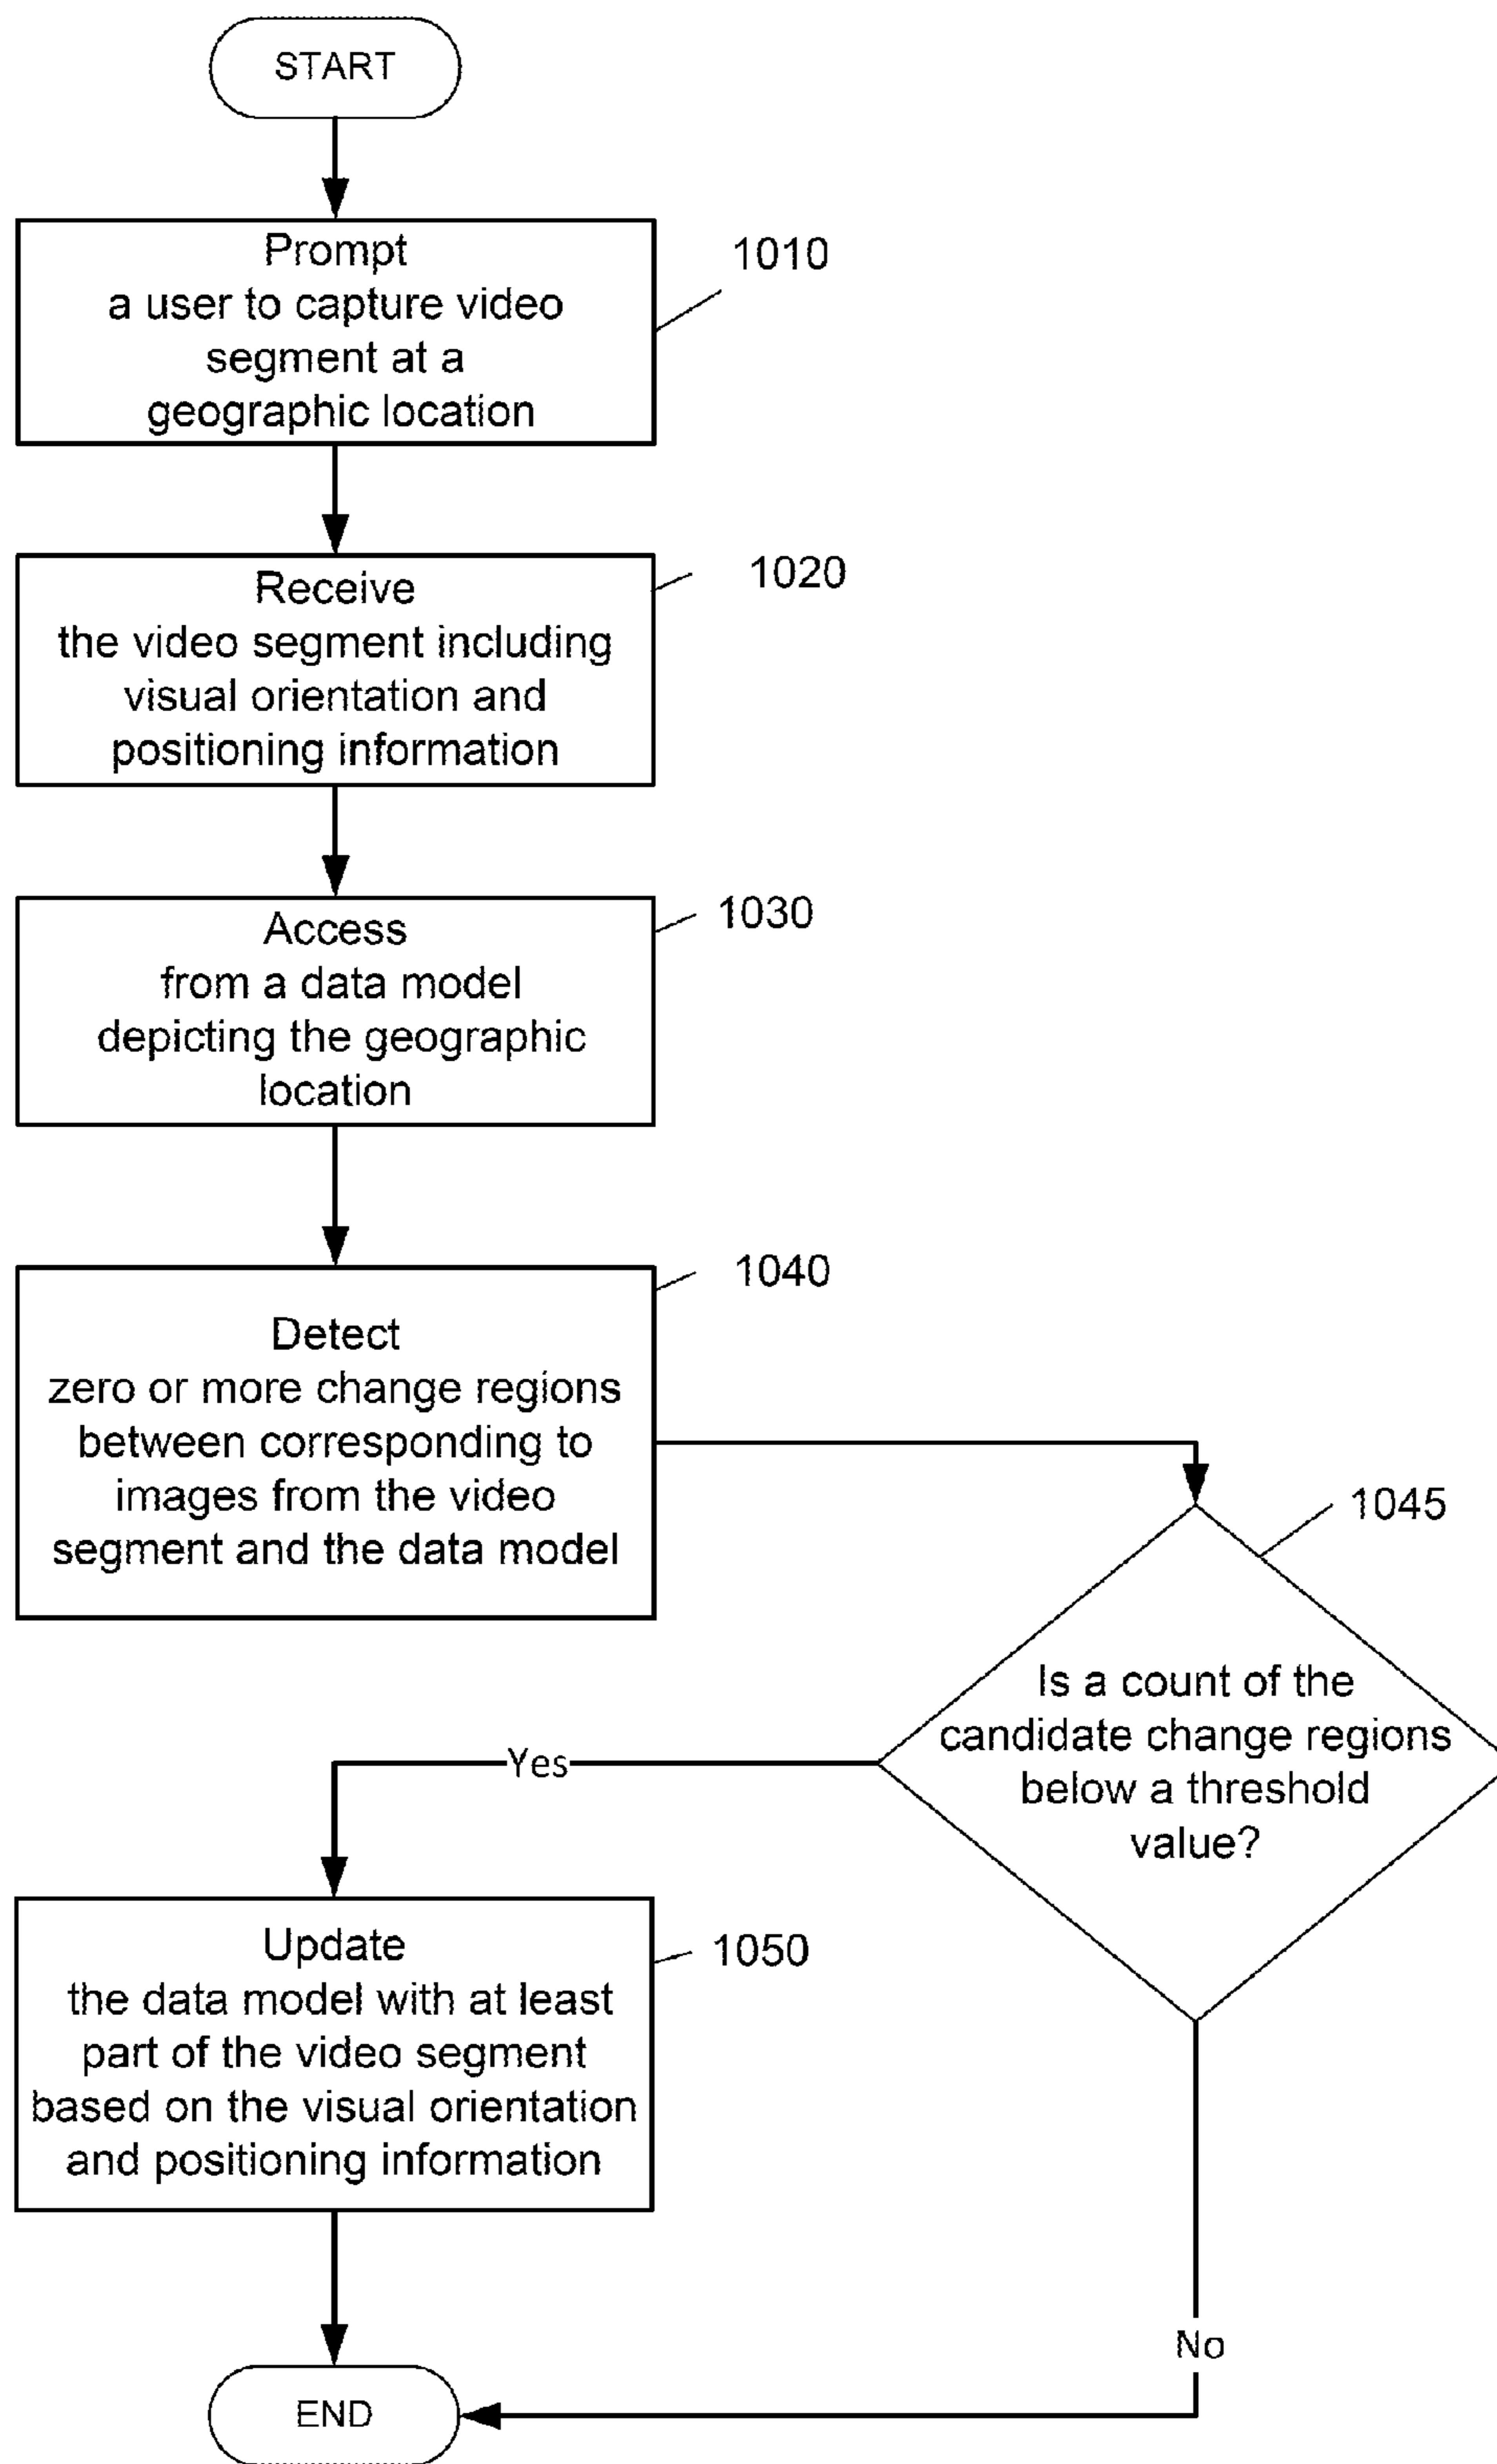 START
Prompt
a user to capture video
segment at a
geographic location
1010
Receive
the video segment including
visual orientation and
positioning information
1020
Access
from a data model
depicting the geographic
location
1030
Detect
zero or more change regions
between corresponding to
images from the video
segment and the data model
1040
Is a count of the
candidate change regions
below a threshold
value?
1045
Yes
Update
the data model with at least
part of the video segment
based on the visual orientation
and positioning information
1050
No
END